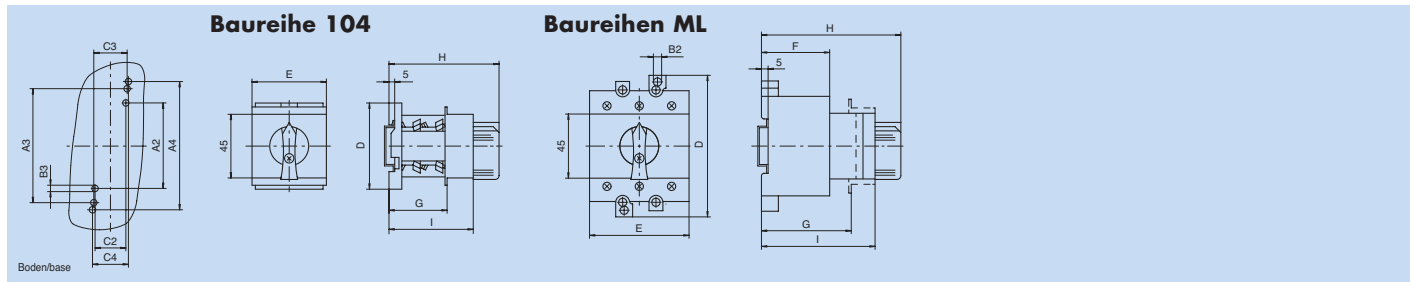 Baureihe 104
Baureihen ML
C3
A3
B3
A2
A4
C2
C4
Boden/base
E
45
H
5
D
G
I
B2
45
D
E
H
F
5
G
I